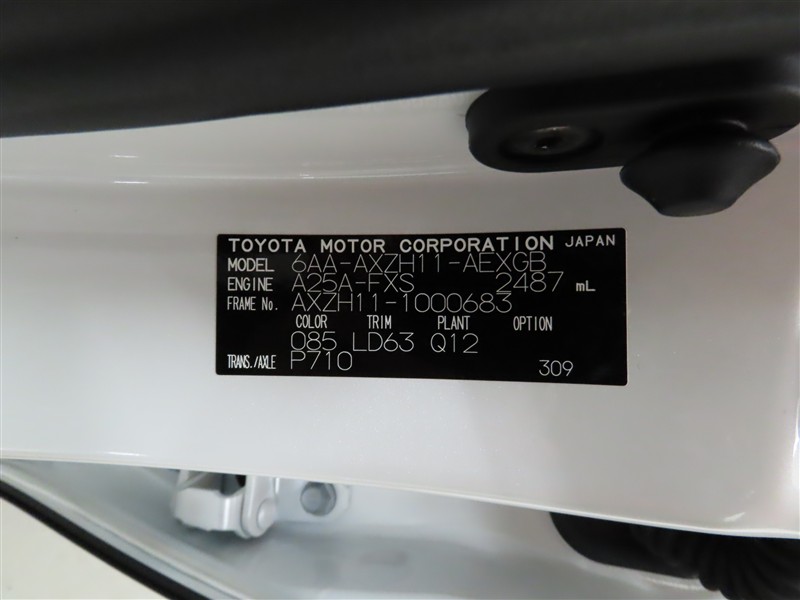 TOYOTA MOTOR CORPORATION JAPAN
MODEL 6AA-AXZH11-AEXGB
ENGINE A25A-FXS 2487 mL
FRAME No. AXZH11-1000683
COLOR TRIM PLANT OPTION
085 LD63 Q12
TRANS./AXLE P710 309